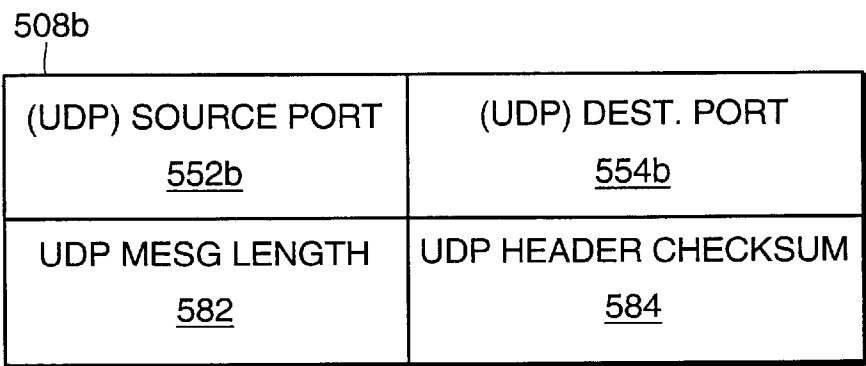 508b
(UDP) SOURCE PORT
552b
(UDP) DEST. PORT
554b
UDP MESG LENGTH
582
UDP HEADER CHECKSUM
584